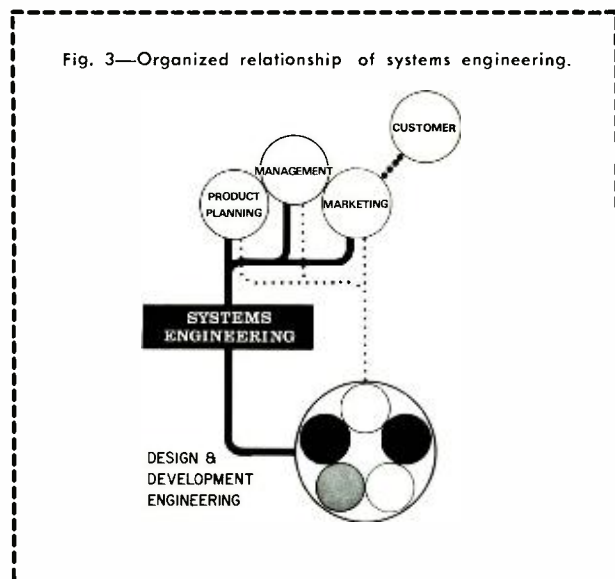 Fig. 3—Organized relationship of systems engineering.
CUSTOMER
MANAGEMENT
PRODUCT
PLANNING
MARKETING
SYSTEMS
ENGINEERING
DESIGN &
DEVELOPMENT
ENGINEERING